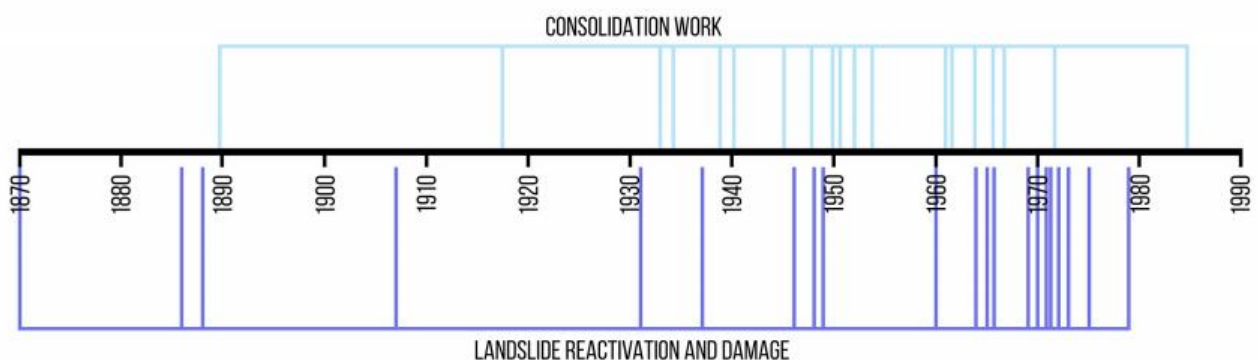 CONSOLIDATION WORK
1870 1880 1890 1900 1910 1920 1930 1940 1950 1960 1970 1980 1990
LANDSLIDE REACTIVATION AND DAMAGE